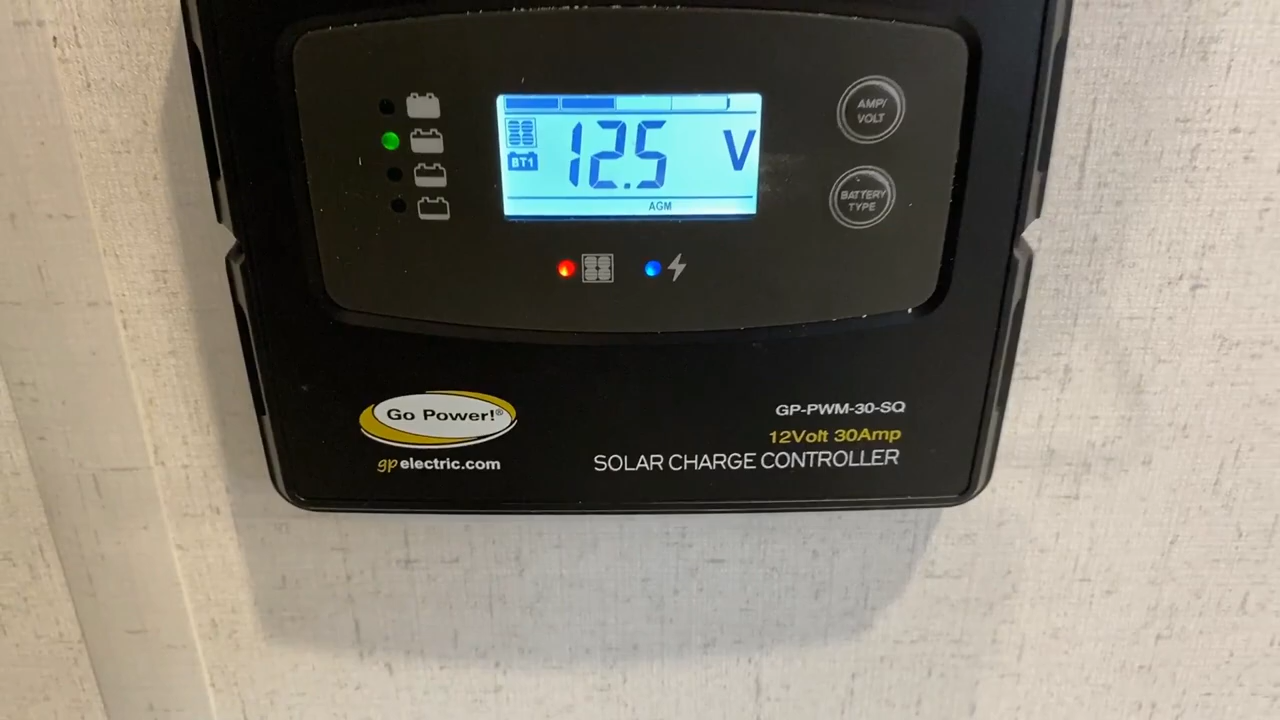 12.5 V
BT1
AGM
AMP/
VOLT
BATTERY
TYPE
Go Power!®
gpelectric.com
GP-PWM-30-SQ
12Volt 30Amp
SOLAR CHARGE CONTROLLER